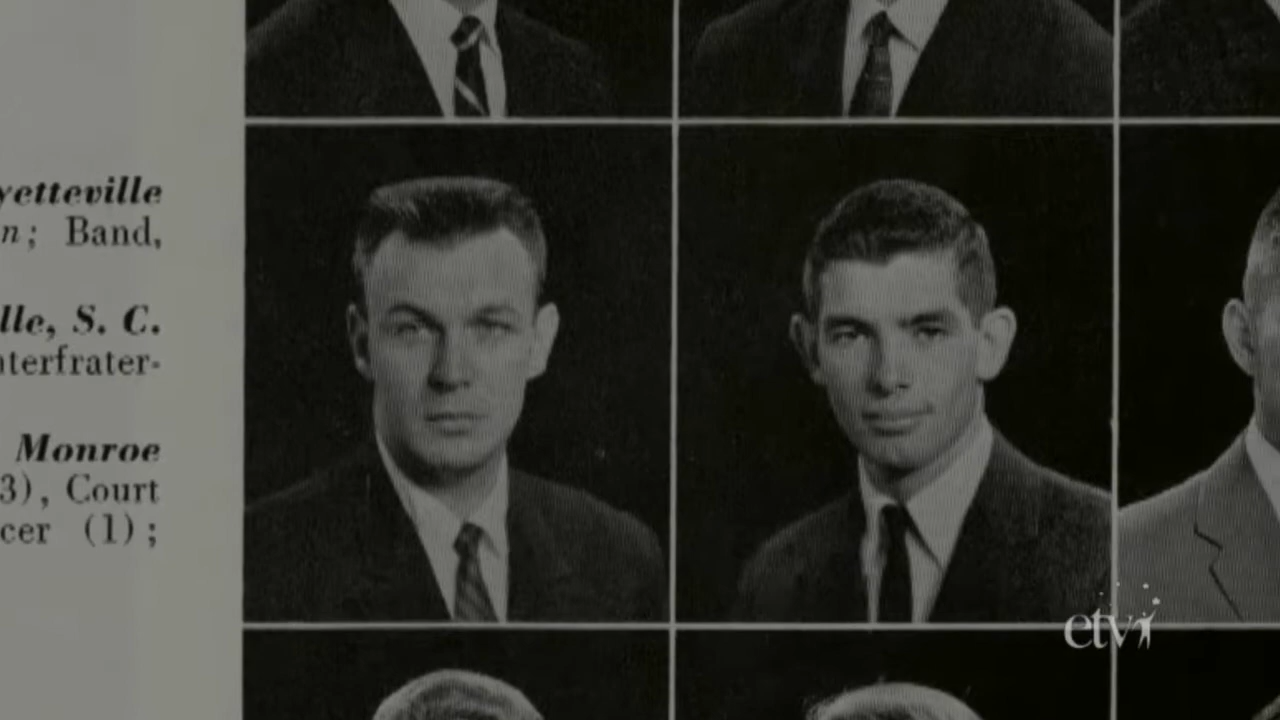 yetteville
n; Band,
lle, S. C.
nterfrater-
Monroe
3), Court
cer (1);
etv